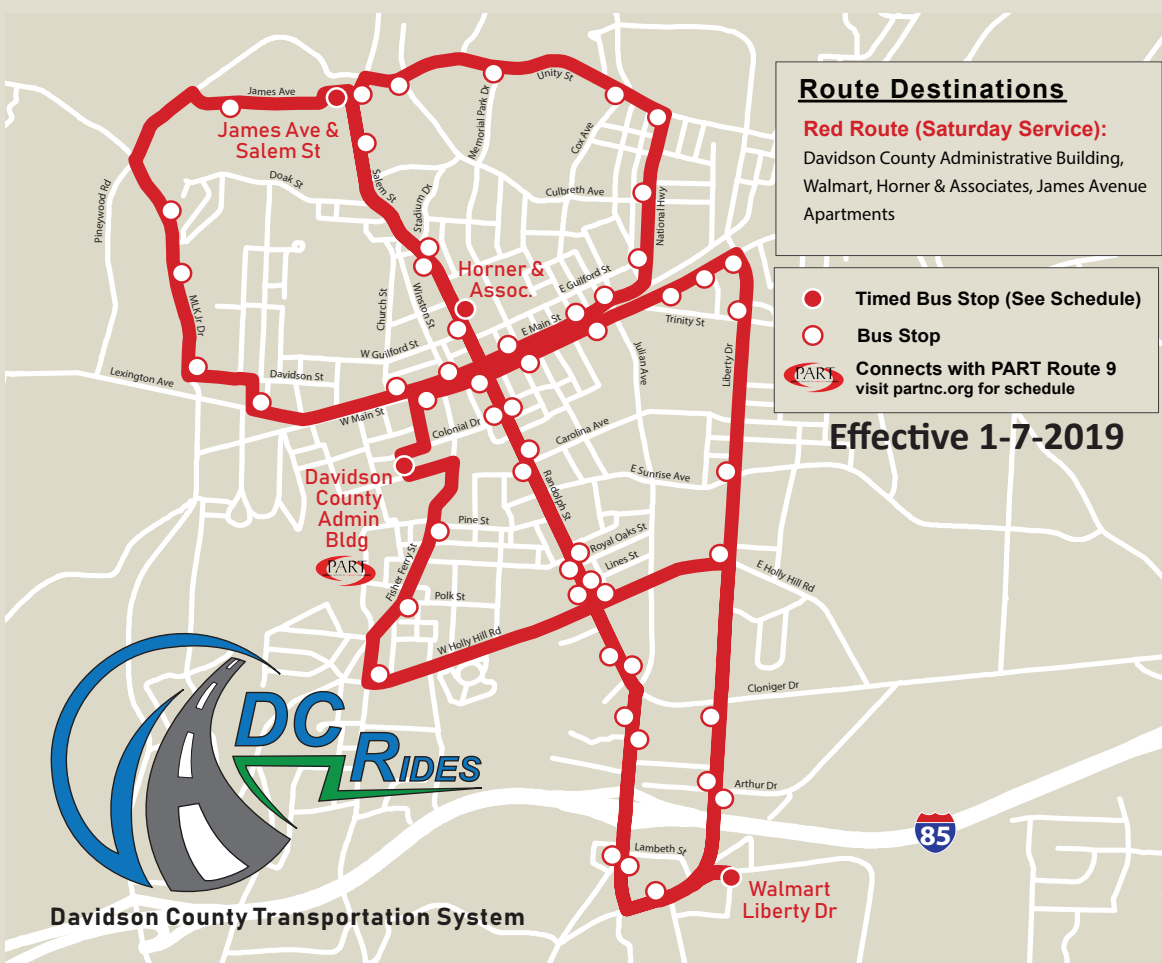 Route Destinations
Red Route (Saturday Service):
Davidson County Administrative Building,
Walmart, Horner & Associates, James Avenue
Apartments
Timed Bus Stop (See Schedule)
Bus Stop
PART
Connects with PART Route 9
visit partnc.org for schedule
Effective 1-7-2019
Unity St
James Ave
James Ave &
Salem St
Memorial Park Dr
Cox Ave
Doak St
Salem St
Culbreth Ave
Pineywood Rd
Stadium Dr
National Hwy
Horner &
Assoc.
E Guilford St
Winston St
Church St
MLK Jr Dr
E Main St
Trinity St
W Guilford St
Julian Ave
Liberty Dr
Lexington Ave
Davidson St
W Main St
Colonial Dr
Carolina Ave
Davidson
County
Admin
Bldg
PART
E Sunrise Ave
Randolph St
Pine St
Royal Oaks St
Lines St
Fisher Ferry St
E Holly Hill Rd
Polk St
W Holly Hill Rd
Cloniger Dr
DC
RIDES
Arthur Dr
85
Lambeth St
Walmart
Liberty Dr
Davidson County Transportation System